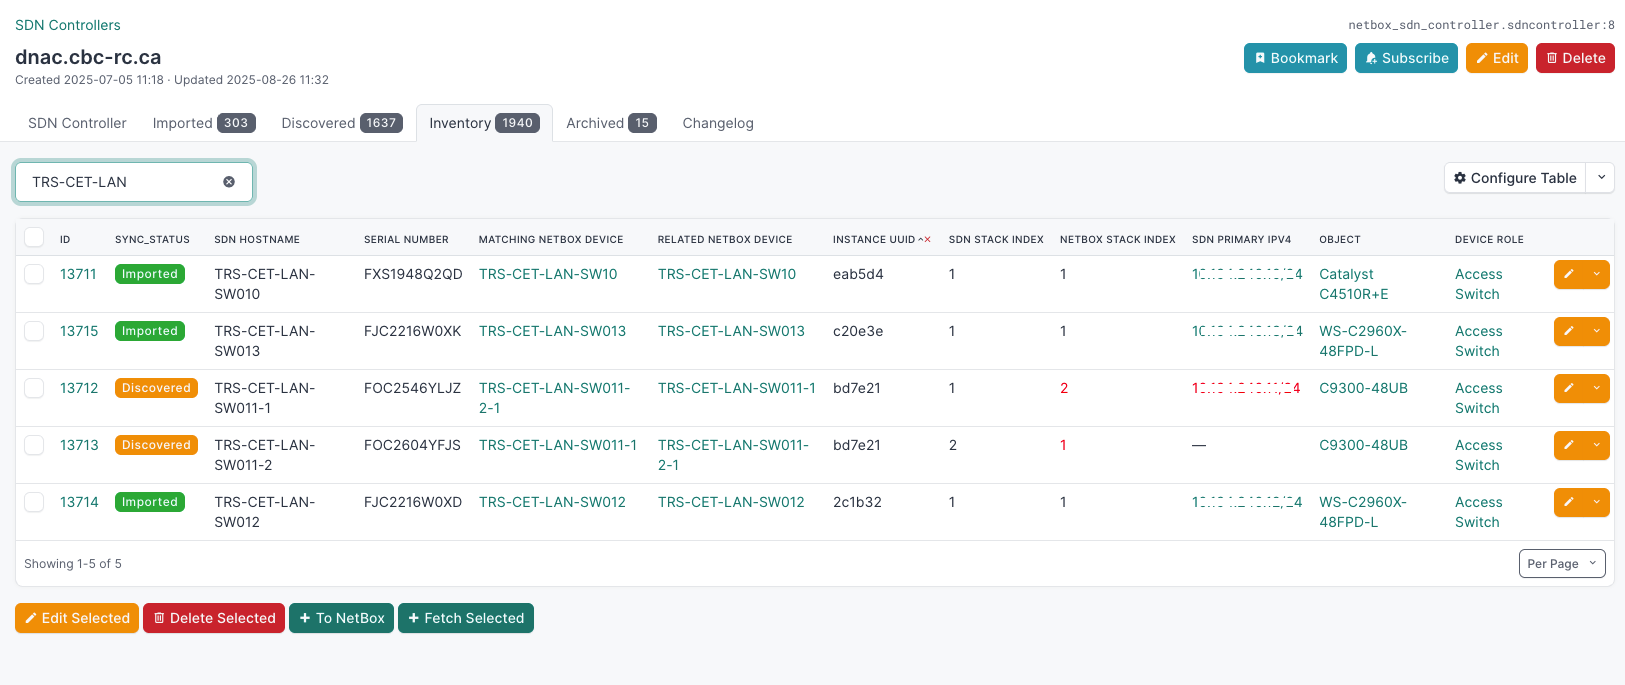 SDN Controllers
netbox_sdn_controller.sdncontroller:8
dnac.cbc-rc.ca
Created 2025-07-05 11:18 · Updated 2025-08-26 11:32
Bookmark Subscribe Edit Delete
SDN Controller Imported 303 Discovered 1637 Inventory 1940 Archived 15 Changelog
TRS-CET-LAN
Configure Table
ID SYNC_STATUS SDN HOSTNAME SERIAL NUMBER MATCHING NETBOX DEVICE RELATED NETBOX DEVICE INSTANCE UUID SDN STACK INDEX NETBOX STACK INDEX SDN PRIMARY IPV4 OBJECT DEVICE ROLE
13711 Imported TRS-CET-LAN- FXS1948Q2QD TRS-CET-LAN-SW10 TRS-CET-LAN-SW10 eab5d4 1 1 Catalyst Access
SW010 C4510R+E Switch
13715 Imported TRS-CET-LAN- FJC2216W0XK TRS-CET-LAN-SW013 TRS-CET-LAN-SW013 c20e3e 1 1 WS-C2960X- Access
SW013 48FPD-L Switch
13712 Discovered TRS-CET-LAN- FOC2546YLJZ TRS-CET-LAN-SW011- TRS-CET-LAN-SW011-1 bd7e21 1 2 C9300-48UB Access
SW011-1 2-1 Switch
13713 Discovered TRS-CET-LAN- FOC2604YFJS TRS-CET-LAN-SW011-1 TRS-CET-LAN-SW011- bd7e21 2 1 — C9300-48UB Access
SW011-2 2-1 Switch
13714 Imported TRS-CET-LAN- FJC2216W0XD TRS-CET-LAN-SW012 TRS-CET-LAN-SW012 2c1b32 1 1 WS-C2960X- Access
SW012 48FPD-L Switch
Showing 1-5 of 5
Per Page
Edit Selected Delete Selected To NetBox Fetch Selected